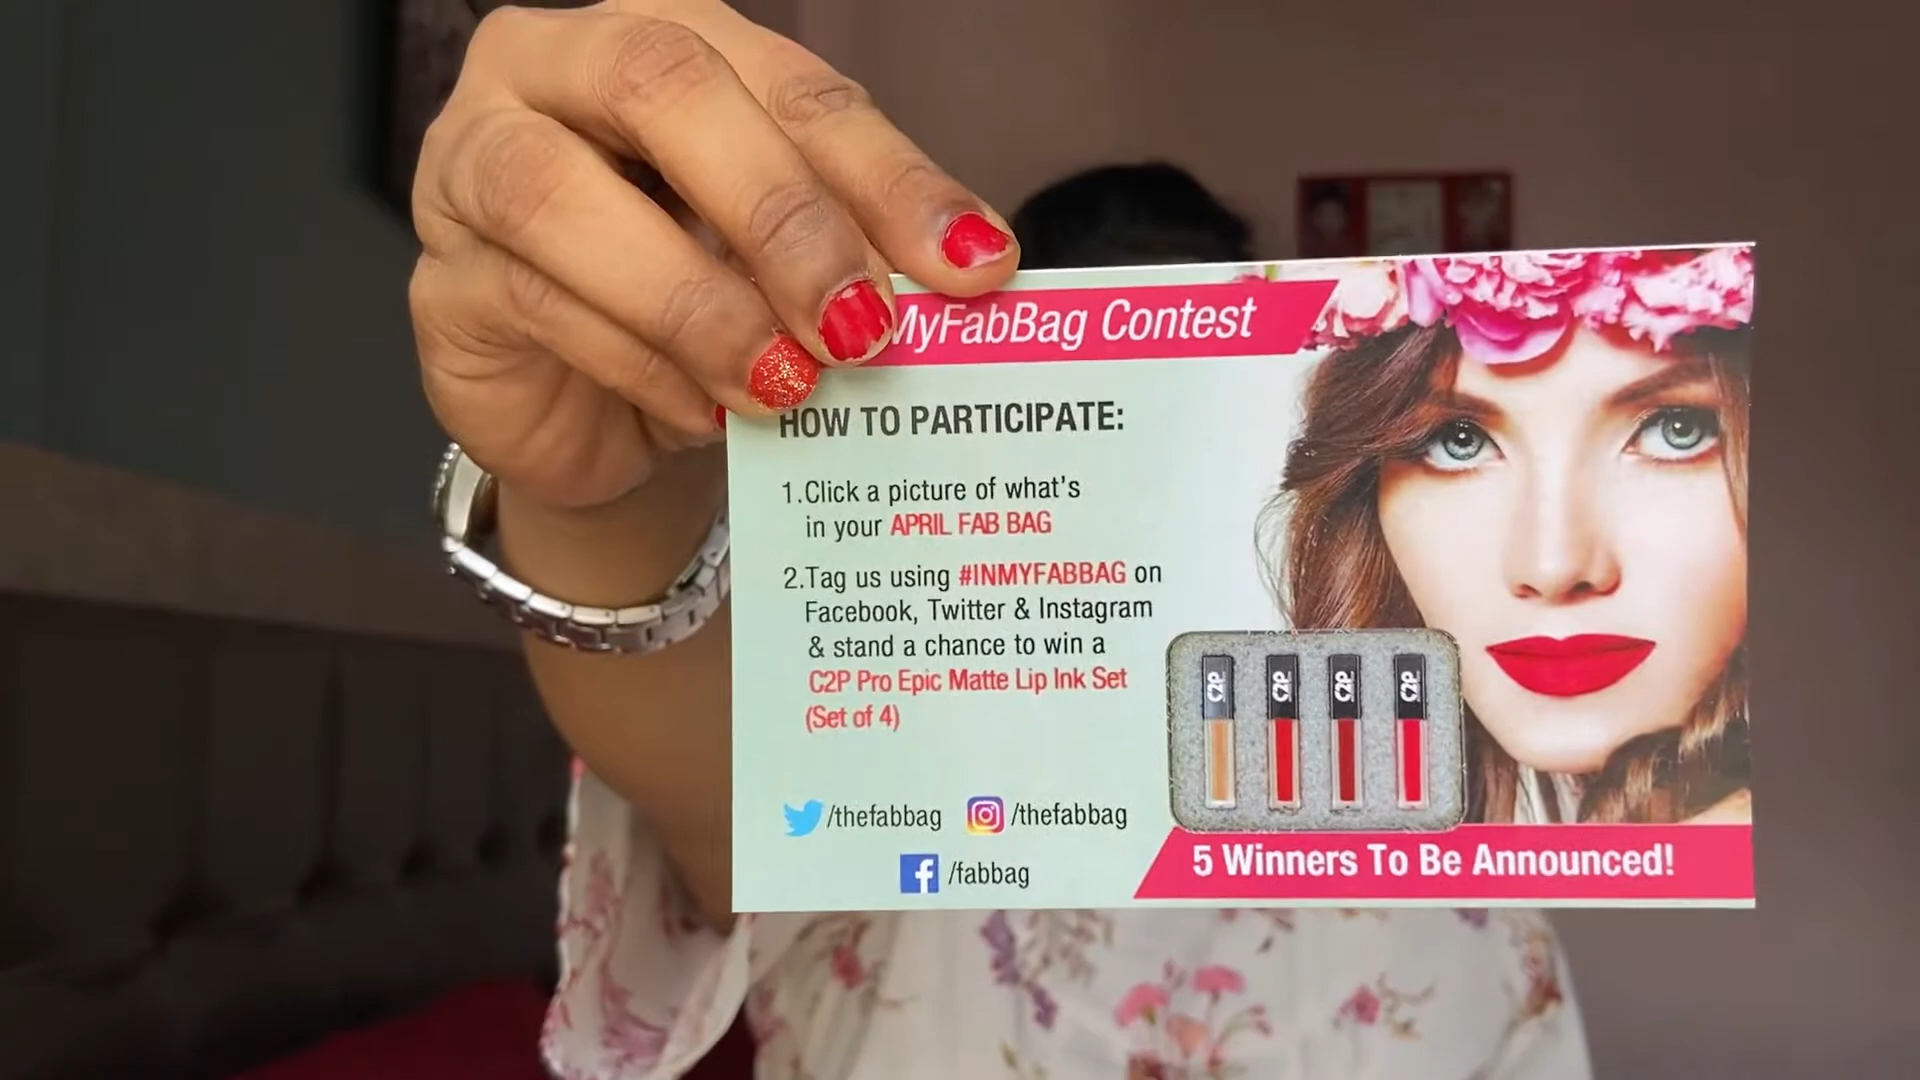 MyFabBag Contest
HOW TO PARTICIPATE:
1.Click a picture of what's
in your APRIL FAB BAG
2.Tag us using #INMYFABBAG on
Facebook, Twitter & Instagram
& stand a chance to win a
C2P Pro Epic Matte Lip Ink Set
(Set of 4)
C2P C2P C2P C2P
/thefabbag /thefabbag
/fabbag
5 Winners To Be Announced!